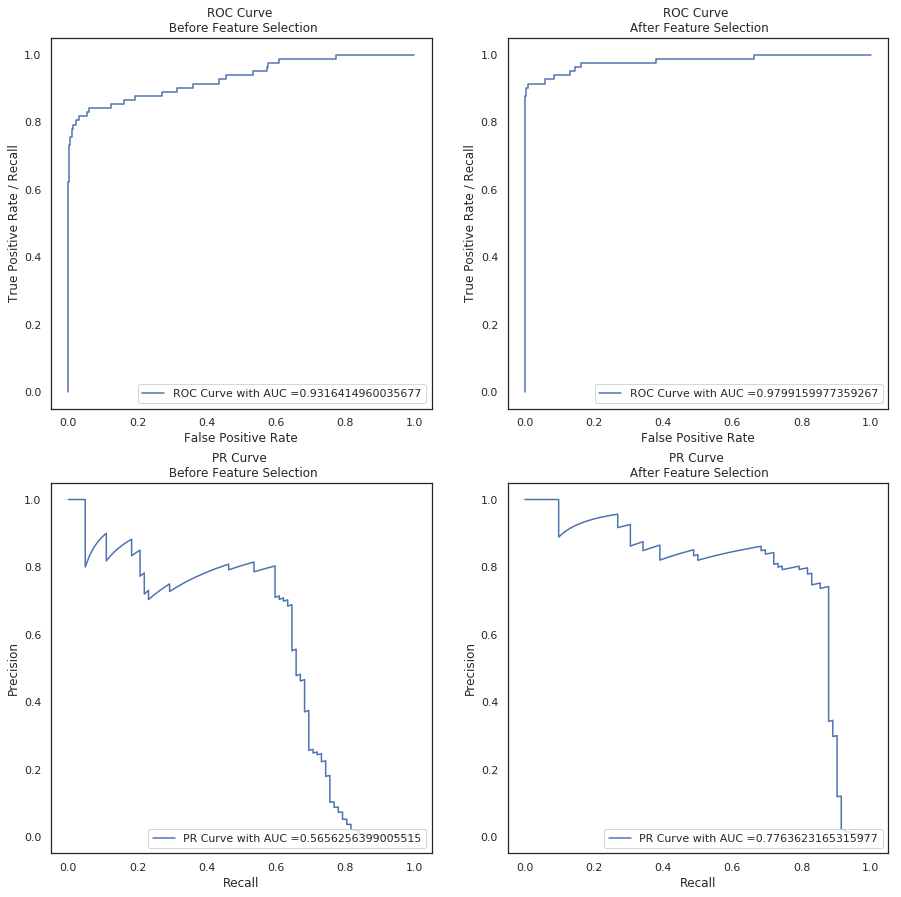 ROC Curve
Before Feature Selection
1.0
0.8
0.6
0.4
0.2
0.0
True Positive Rate / Recall
ROC Curve with AUC =0.9316414960035677
0.0 0.2 0.4 0.6 0.8 1.0
False Positive Rate
ROC Curve
After Feature Selection
1.0
0.8
0.6
0.4
0.2
0.0
True Positive Rate / Recall
ROC Curve with AUC =0.9799159977359267
0.0 0.2 0.4 0.6 0.8 1.0
False Positive Rate
PR Curve
Before Feature Selection
1.0
0.8
0.6
0.4
0.2
0.0
Precision
PR Curve with AUC =0.5656256399005515
0.0 0.2 0.4 0.6 0.8 1.0
Recall
PR Curve
After Feature Selection
1.0
0.8
0.6
0.4
0.2
0.0
Precision
PR Curve with AUC =0.7763623165315977
0.0 0.2 0.4 0.6 0.8 1.0
Recall